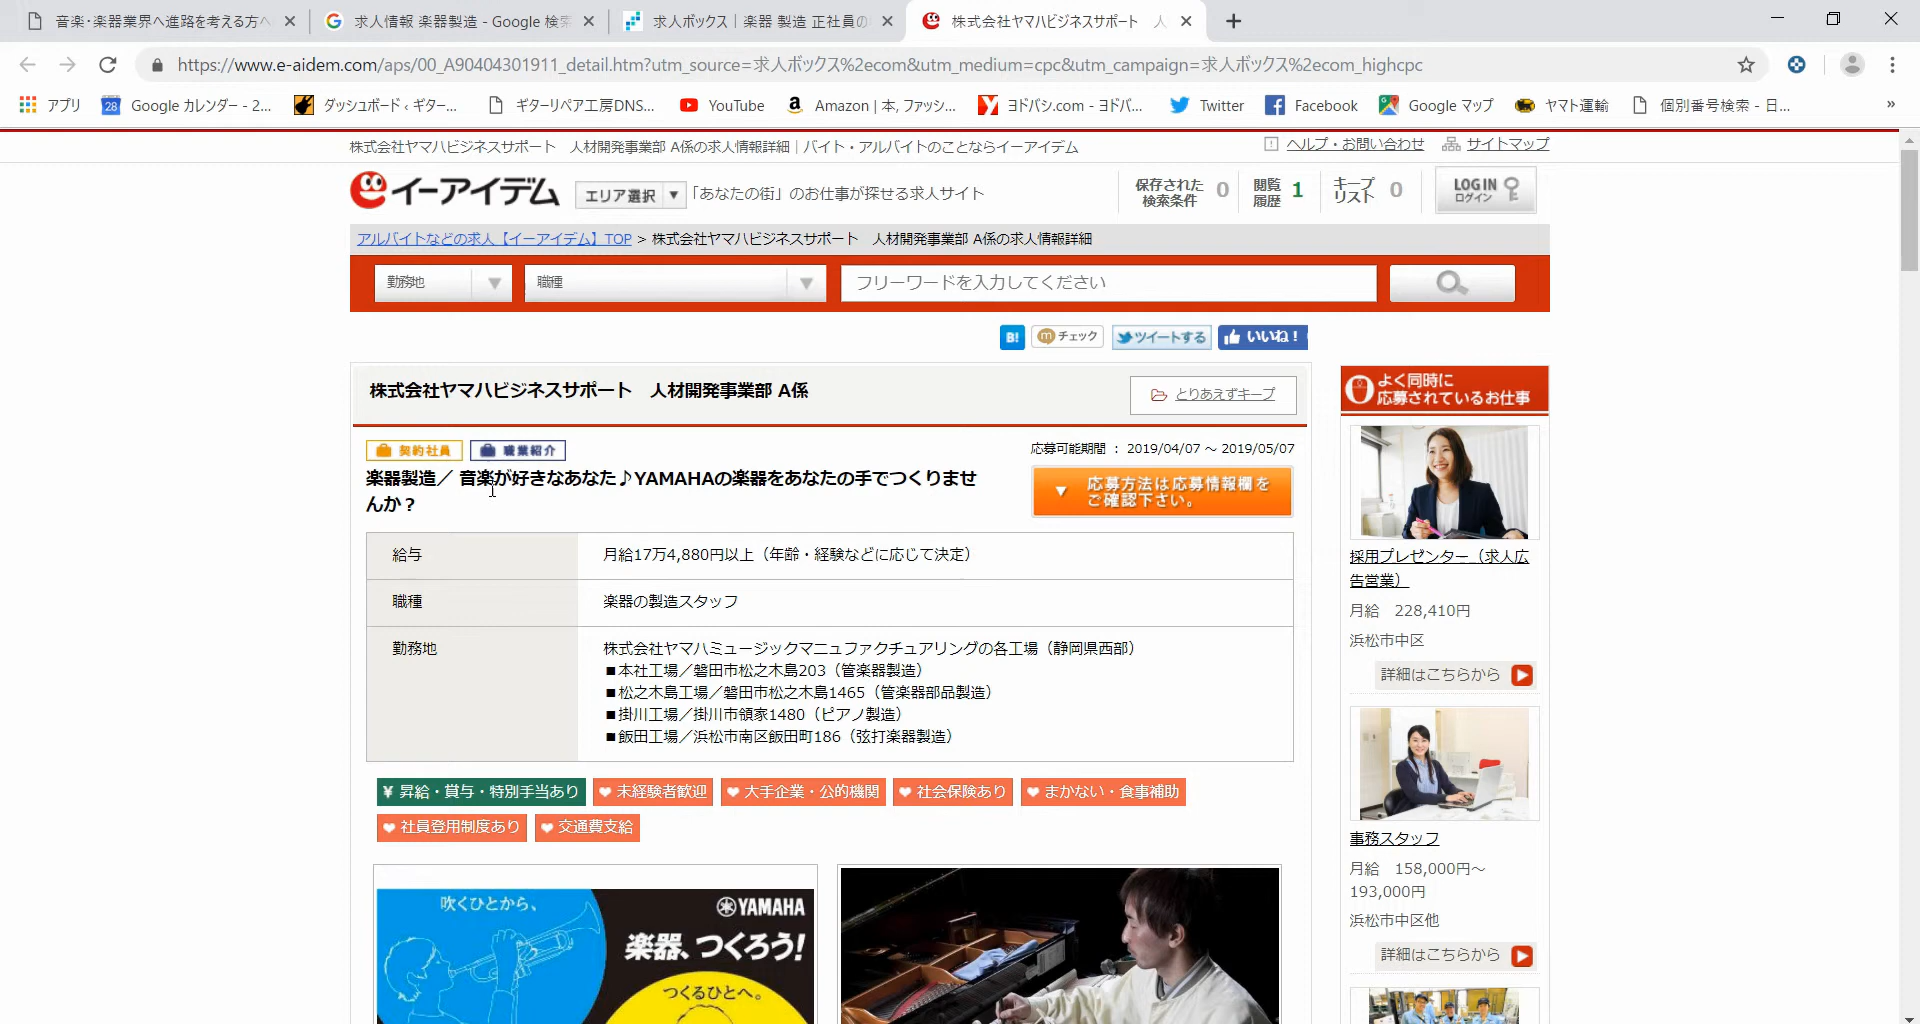 音楽・楽器業界へ進路を考える方へ
求人情報 楽器製造 - Google 検索
求人ボックス｜楽器 製造 正社員の
株式会社ヤマハビジネスサポート 人
https://www.e-aidem.com/aps/00_A90404301911_detail.htm?utm_source=求人ボックス%2ecom&utm_medium=cpc&utm_campaign=求人ボックス%2ecom_highcpc
アプリ
28
Google カレンダー - 2...
ダッシュボード ‹ ギター...
ギターリペア工房DNS...
YouTube
Amazon | 本, ファッシ...
ヨドバシ.com - ヨドバ...
Twitter
Facebook
Google マップ
ヤマト運輸
個別番号検索 - 日...
»
株式会社ヤマハビジネスサポート 人材開発事業部 A係の求人情報詳細｜バイト・アルバイトのことならイーアイデム
ヘルプ・お問い合わせ
サイトマップ
イーアイデム
エリア選択 ▼
「あなたの街」のお仕事が探せる求人サイト
保存された
検索条件
0
閲覧
履歴
1
キープ
リスト
0
LOGIN
ログイン
アルバイトなどの求人【イーアイデム】TOP > 株式会社ヤマハビジネスサポート 人材開発事業部 A係の求人情報詳細
勤務地
職種
フリーワードを入力してください
B!
チェック
ツイートする
いいね！
株式会社ヤマハビジネスサポート 人材開発事業部 A係
とりあえずキープ
契約社員
職業紹介
応募可能期間 ： 2019/04/07 ～ 2019/05/07
楽器製造／ 音楽が好きなあなた♪YAMAHAの楽器をあなたの手でつくりませ
んか？
応募方法は応募情報欄を
ご確認下さい。
給与
月給17万4,880円以上（年齢・経験などに応じて決定）
職種
楽器の製造スタッフ
勤務地
株式会社ヤマハミュージックマニュファクチュアリングの各工場（静岡県西部）
■本社工場／磐田市松之木島203（管楽器製造）
■松之木島工場／磐田市松之木島1465（管楽器部品製造）
■掛川工場／掛川市領家1480（ピアノ製造）
■飯田工場／浜松市南区飯田町186（弦打楽器製造）
¥ 昇給・賞与・特別手当あり
未経験者歓迎
大手企業・公的機関
社会保険あり
まかない・食事補助
社員登用制度あり
交通費支給
吹くひとから、
YAMAHA
楽器、つくろう!
つくるひとへ。
よく同時に
応募されているお仕事
採用プレゼンター（求人広
告営業）
月給 228,410円
浜松市中区
詳細はこちらから
事務スタッフ
月給 158,000円～
193,000円
浜松市中区他
詳細はこちらから